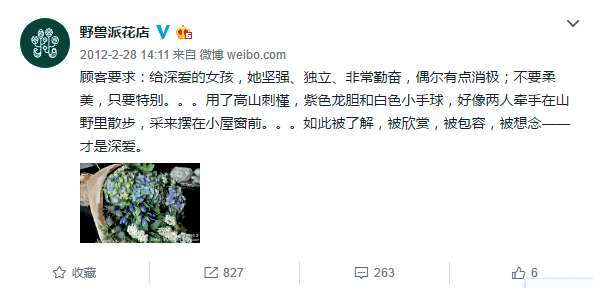 野兽派花店 V
2012-2-28 14:11 来自 微博 weibo.com
顾客要求：给深爱的女孩，她坚强、独立、非常勤奋，偶尔有点消极；不要柔
美，只要特别。。。用了高山刺槿，紫色龙胆和白色小手球，好像两人牵手在山
野里散步，采来摆在小屋窗前。。。如此被了解，被欣赏，被包容，被想念——
才是深爱。
收藏 827 263 6